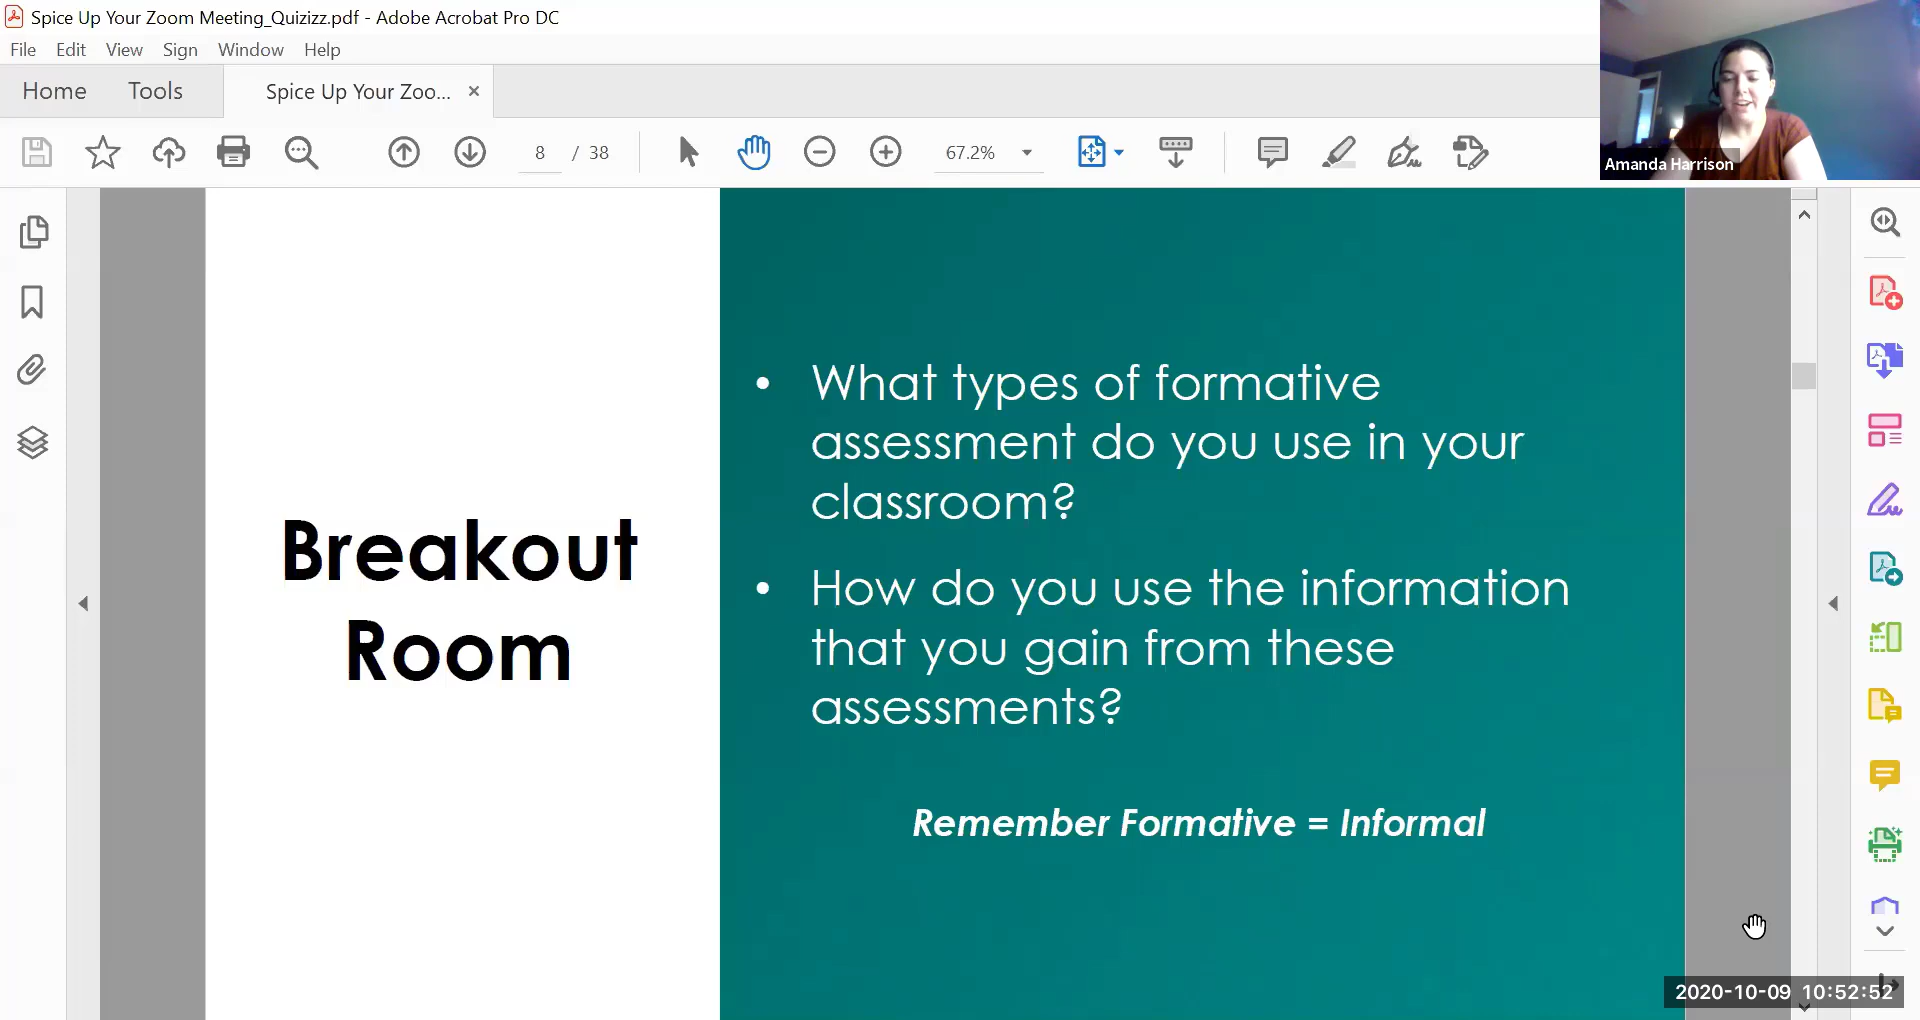 Spice Up Your Zoom Meeting_Quizizz.pdf - Adobe Acrobat Pro DC
File Edit View Sign Window Help
Home Tools Spice Up Your Zoo... ×
8 / 38 67.2%
Amanda Harrison
Breakout
Room
• What types of formative
assessment do you use in your
classroom?
• How do you use the information
that you gain from these
assessments?
Remember Formative = Informal
2020-10-09 10:52:52